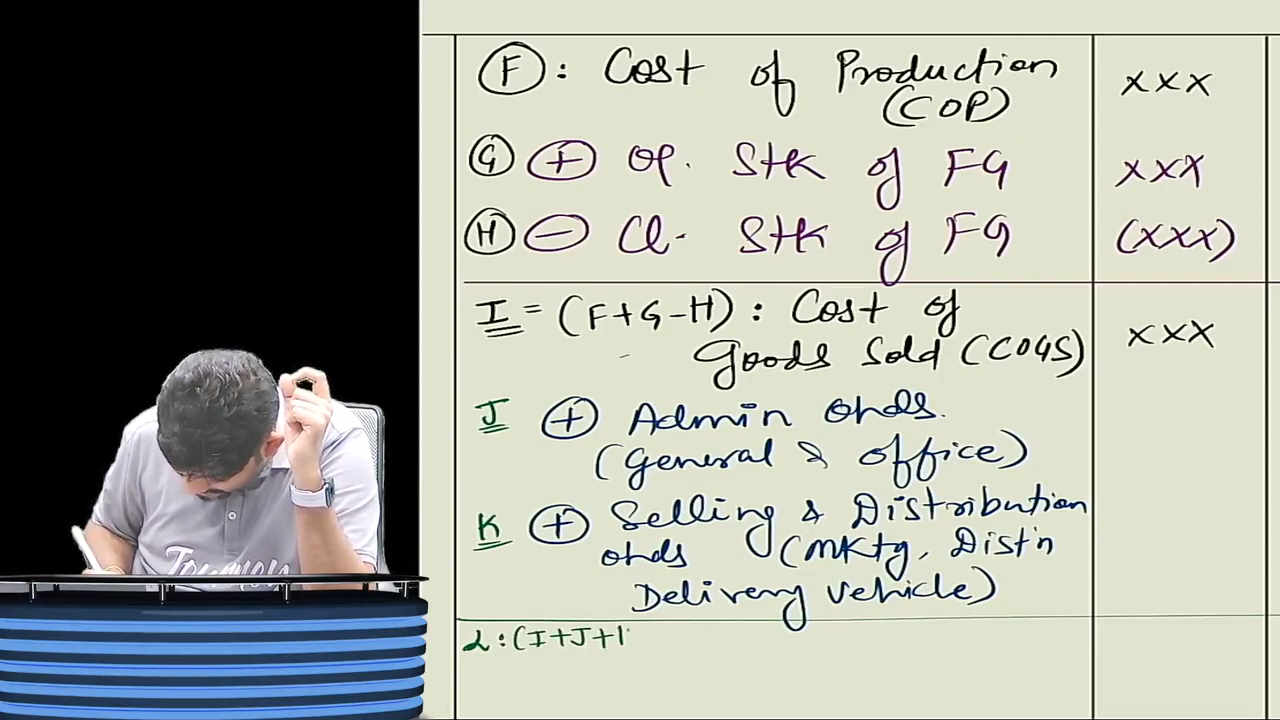 F : Cost of Production xxx
(COP)
G + Op. Stk of FG xxx
H - Cl. Stk of FG (xxx)
I = (F+G-H) : Cost of
Goods Sold (COGS) xxx
J + Admin ohds.
(General & office)
K + Selling & Distribution
ohds (Mktg, Dist'n
Delivery vehicle)
L : (I+J+